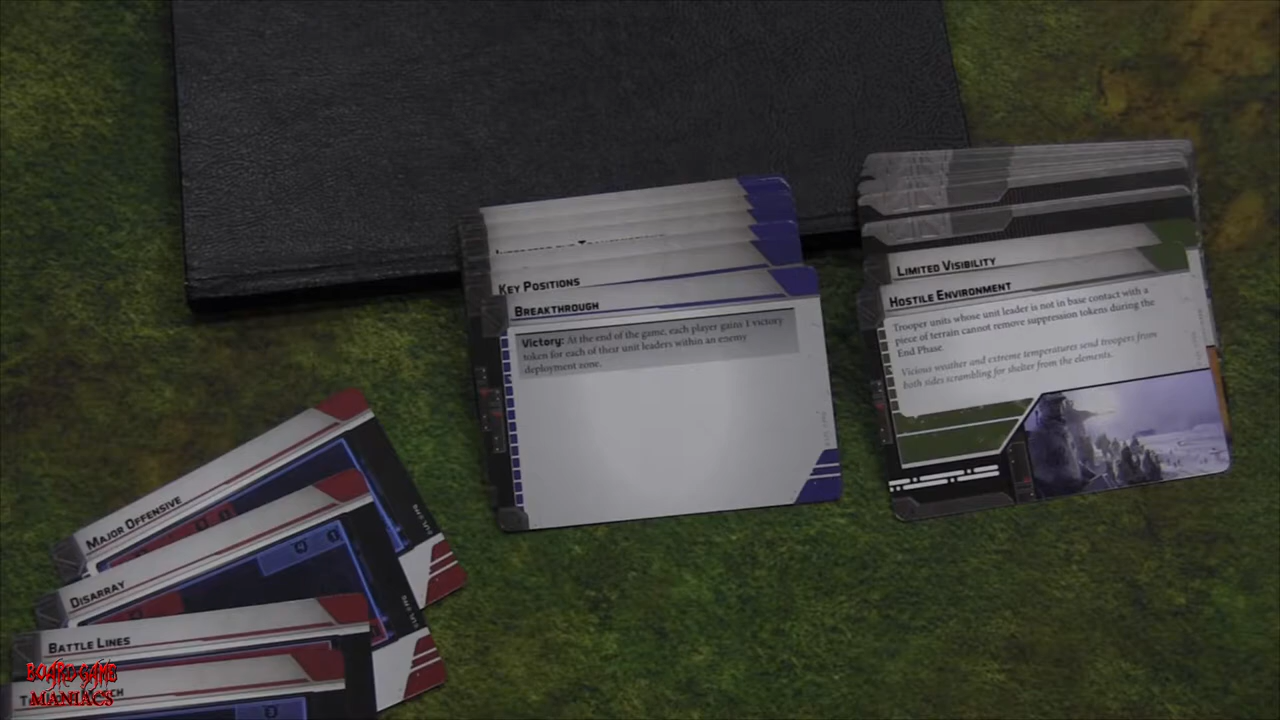 KEY POSITIONS
BREAKTHROUGH
Victory: At the end of the game, each player gains 1 victory
token for each of their unit leaders within an enemy
deployment zone.
LIMITED VISIBILITY
HOSTILE ENVIRONMENT
Trooper units whose unit leader is not in base contact with a
piece of terrain cannot remove suppression tokens during the
End Phase.
Vicious weather and extreme temperatures send troopers from
both sides scrambling for shelter from the elements.
MAJOR OFFENSIVE
DISARRAY
BATTLE LINES
BOARD GAME
MANIACS